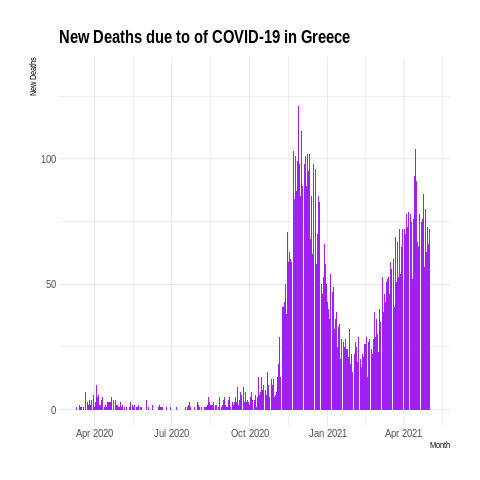 New Deaths due to of COVID-19 in Greece
New Deaths
100
50
0
Apr 2020 Jul 2020 Oct 2020 Jan 2021 Apr 2021
Month